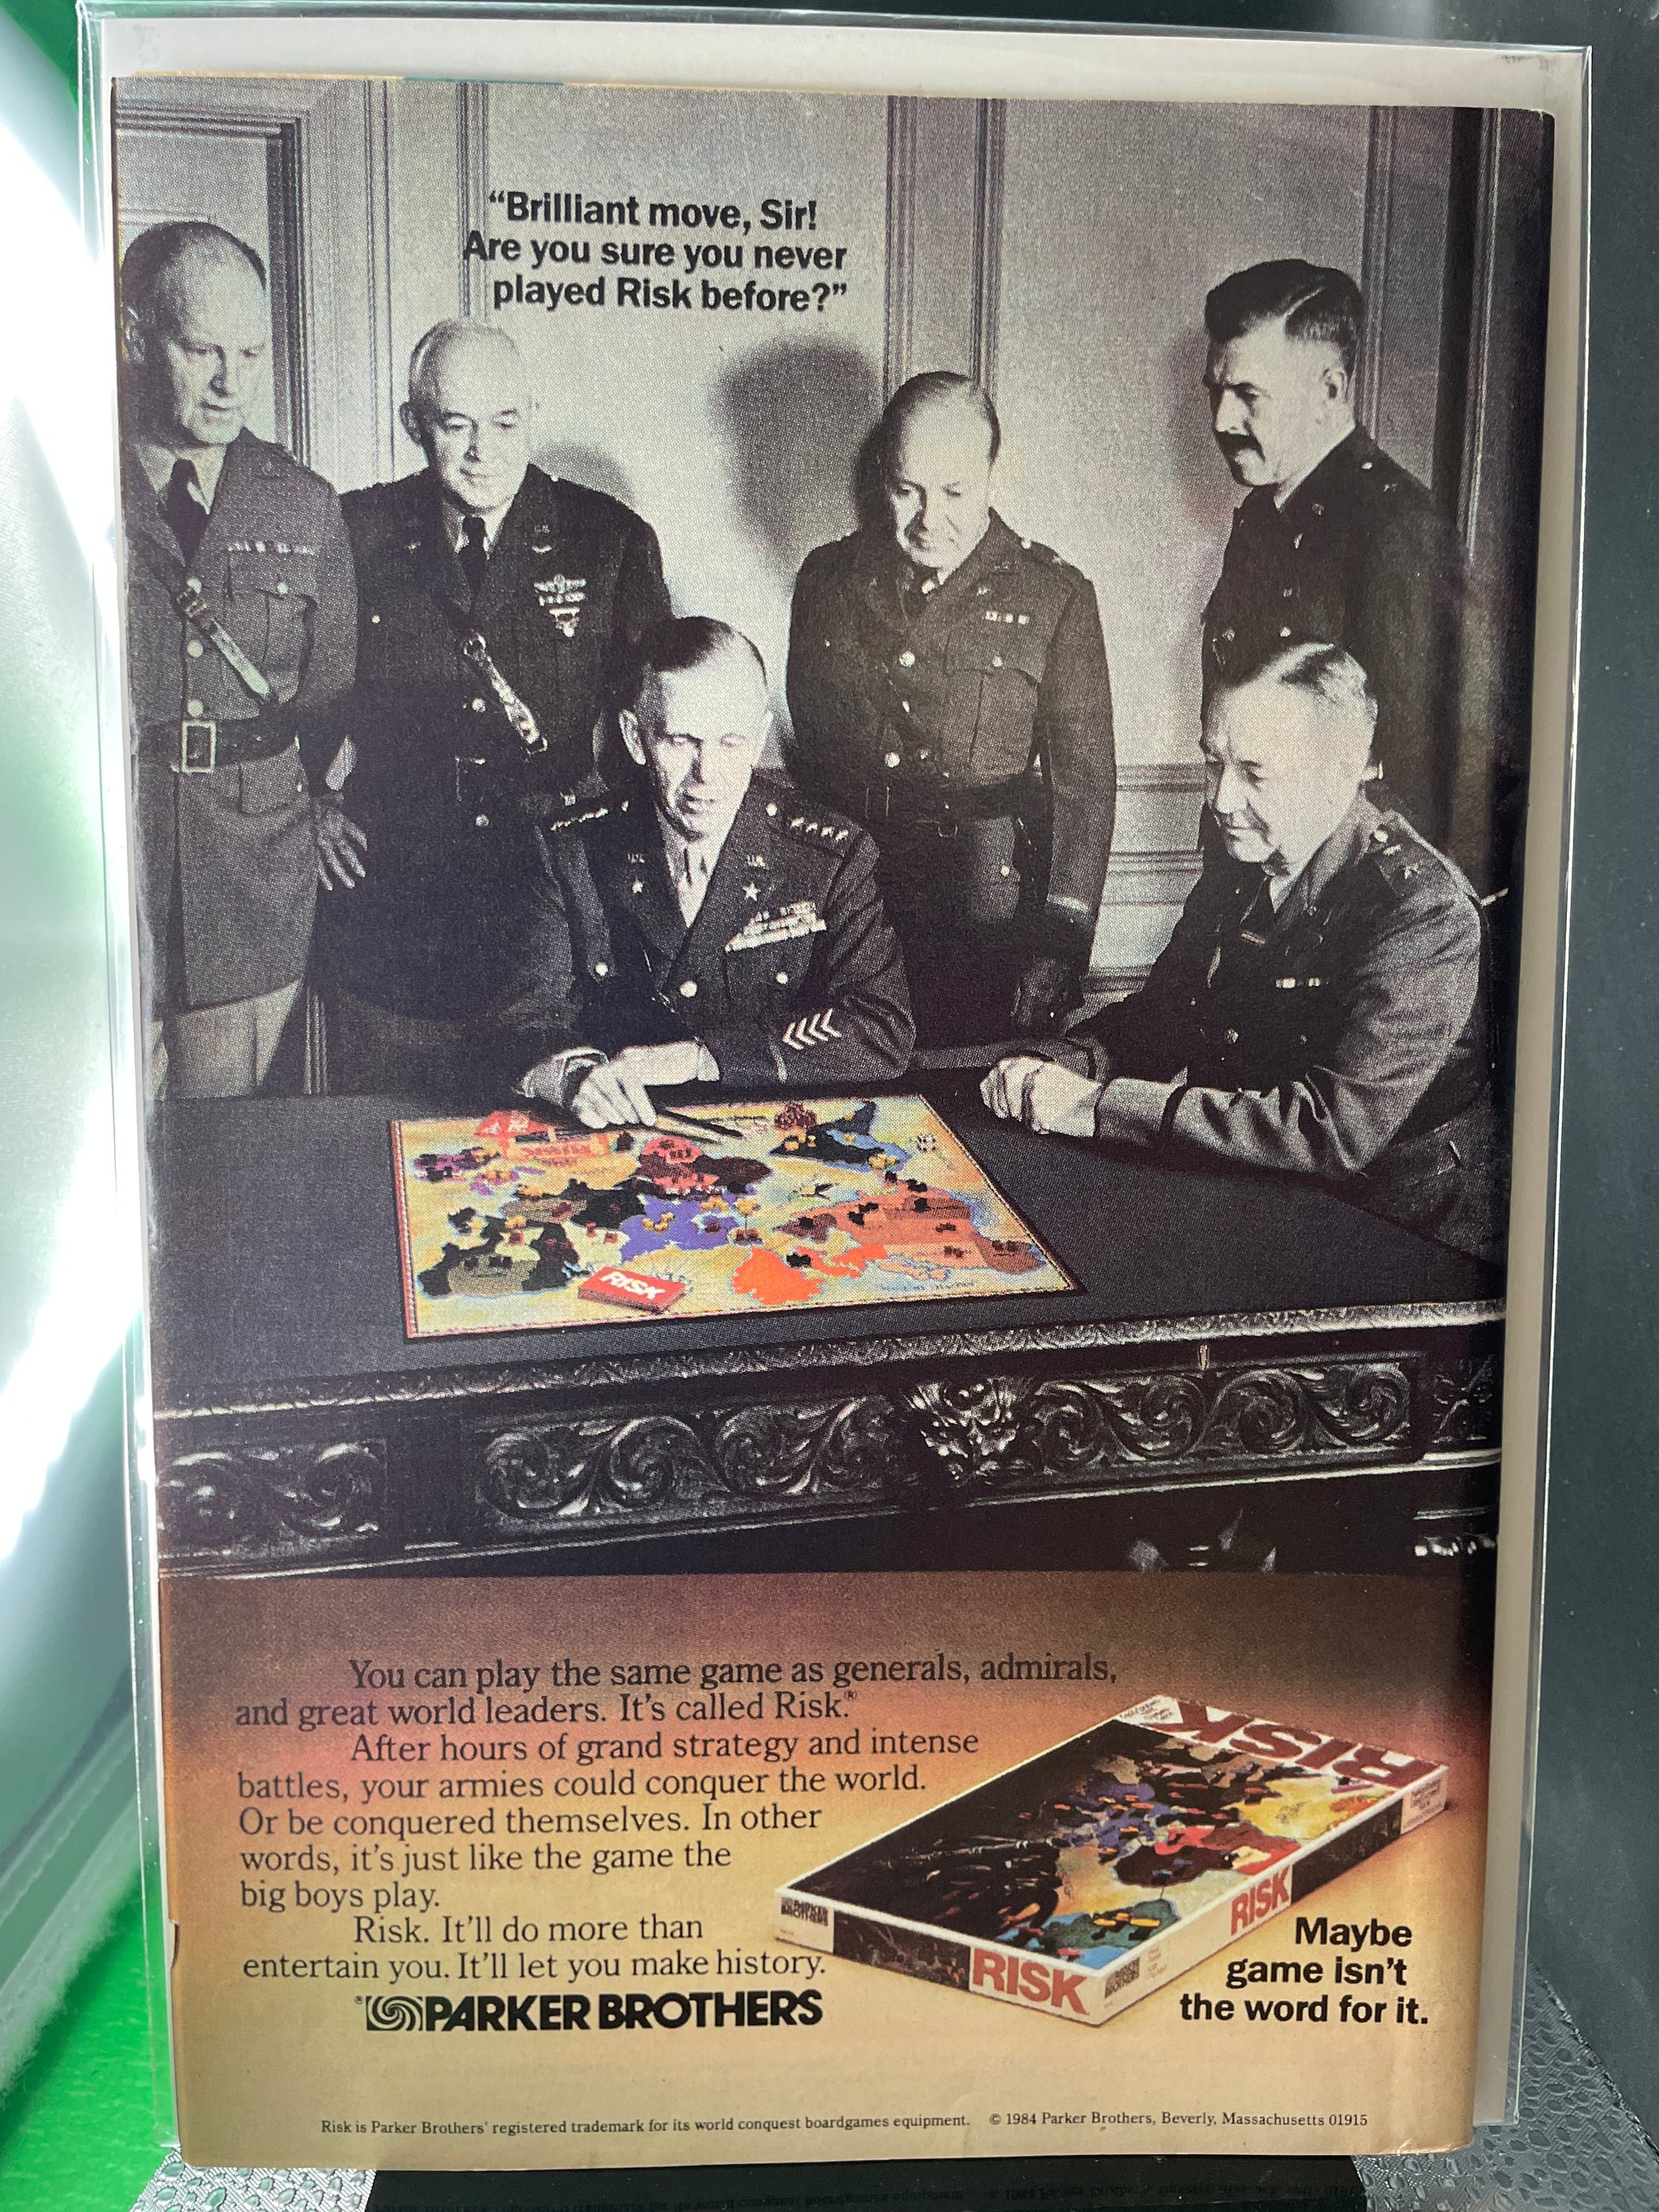 “Brilliant move, Sir!
Are you sure you never
played Risk before?”
RISK
You can play the same game as generals, admirals,
and great world leaders. It’s called Risk.®
After hours of grand strategy and intense
battles, your armies could conquer the world.
Or be conquered themselves. In other
words, it’s just like the game the
big boys play.
Risk. It’ll do more than
entertain you. It’ll let you make history.
®PARKER BROTHERS
RISK
PARKER BROTHERS
RISK
RISK
PARKER BROTHERS
Maybe
game isn’t
the word for it.
Risk is Parker Brothers’ registered trademark for its world conquest boardgames equipment. © 1984 Parker Brothers, Beverly, Massachusetts 01915